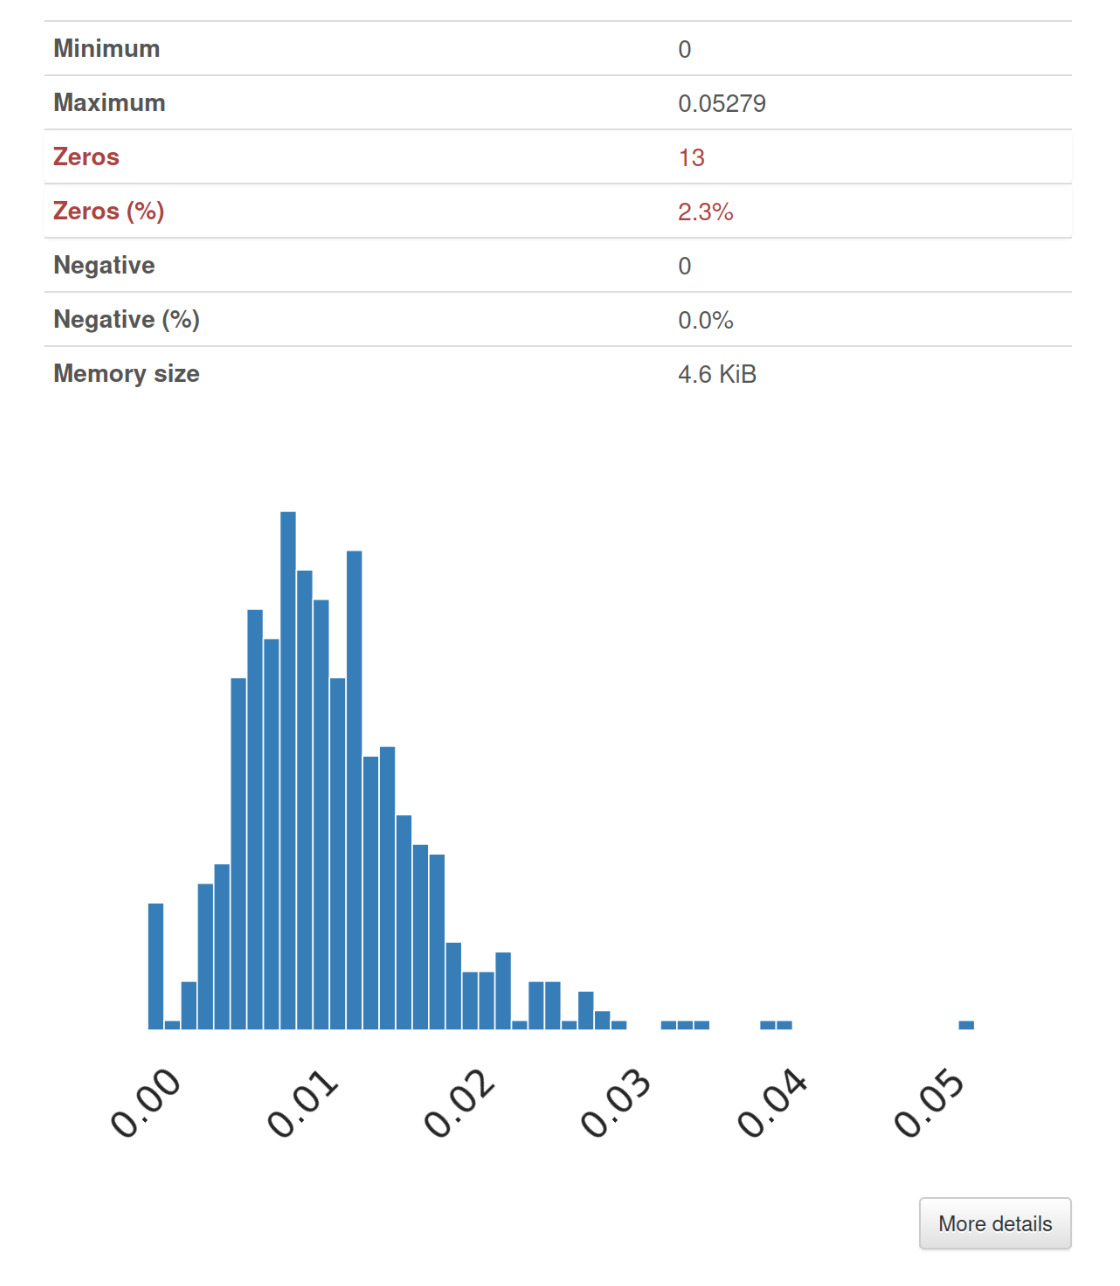 Minimum 0
Maximum 0.05279
Zeros 13
Zeros (%) 2.3%
Negative 0
Negative (%) 0.0%
Memory size 4.6 KiB
0.00 0.01 0.02 0.03 0.04 0.05
More details